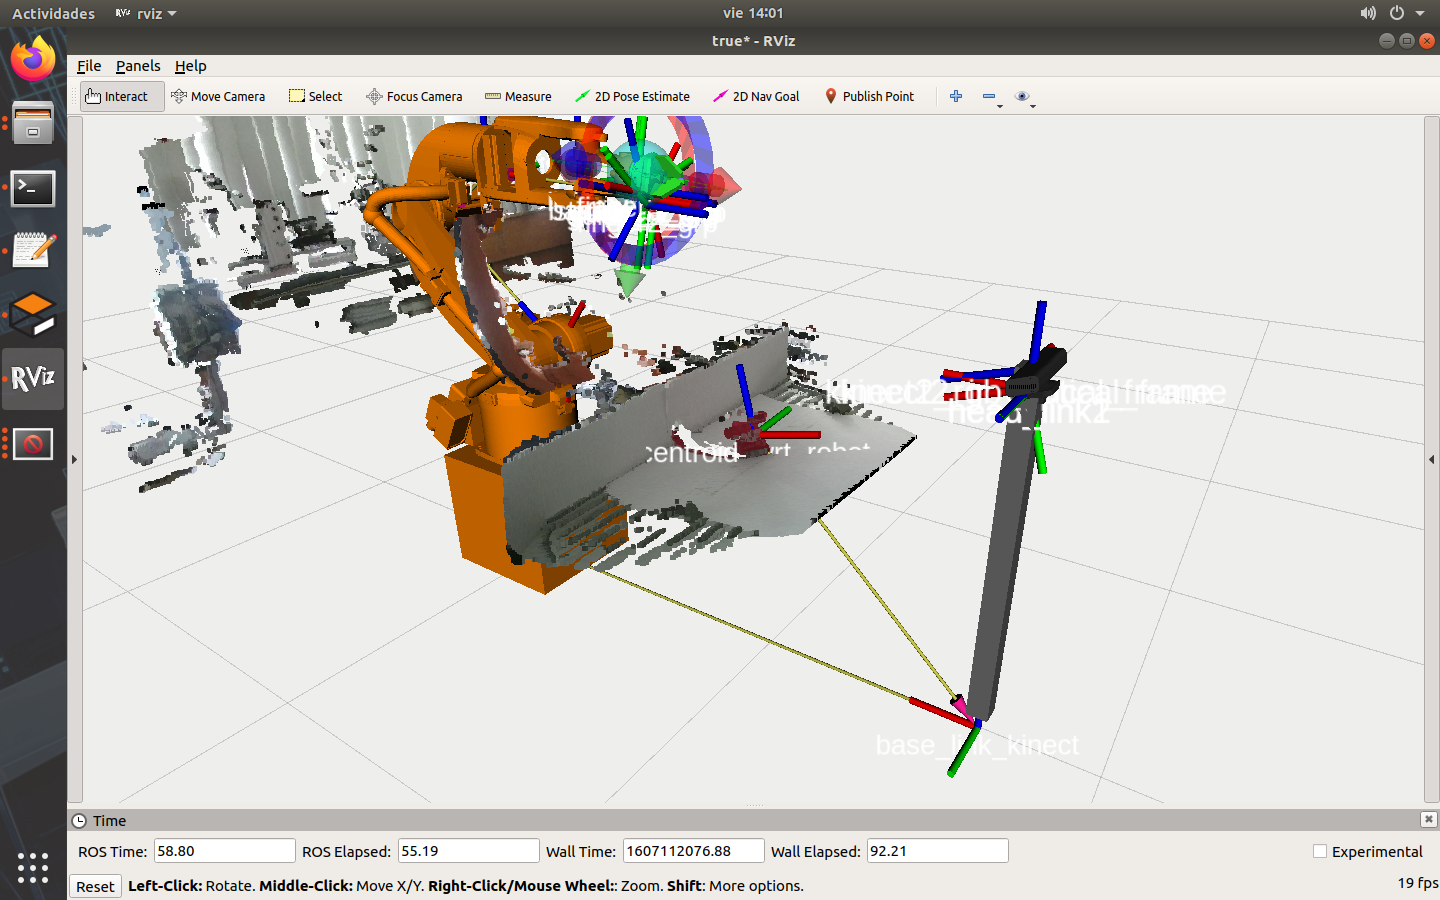 Actividades
RViz rviz
vie 14:01
true* - RViz
File Panels Help
Interact Move Camera Select Focus Camera Measure 2D Pose Estimate 2D Nav Goal Publish Point
RViz
head_link2
base_link_kinect
Time
ROS Time: 58.80 ROS Elapsed: 55.19 Wall Time: 1607112076.88 Wall Elapsed: 92.21 Experimental
Reset Left-Click: Rotate. Middle-Click: Move X/Y. Right-Click/Mouse Wheel:: Zoom. Shift: More options. 19 fps